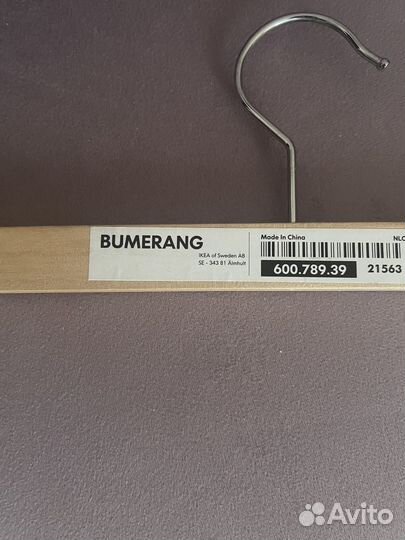 BUMERANG
IKEA of Sweden AB
SE - 343 81 Älmhult
Made in China
NLC
600.789.39
21563
Avito